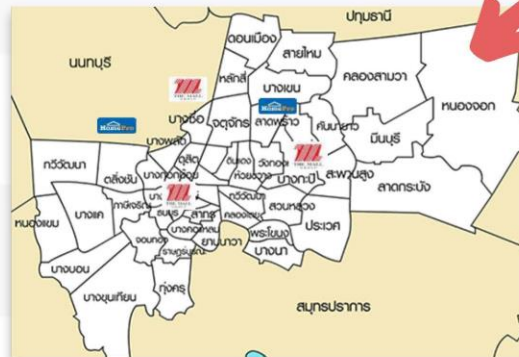 ปทุมธานี
ดอนเมือง
สายไหม
นนทบุรี
หลักสี่
บางเขน
คลองสามวา
หนองจอก
THE MALL
HomePro
บางซื่อ
จตุจักร
ลาดพร้าว
คันนายาว
มีนบุรี
HomePro
บางพลัด
ทวีวัฒนา
ตลิ่งชัน
ดุสิต
ดินแดง
วังทองหลาง
THE MALL
บางกอกน้อย
ห้วยขวาง
บางกะปิ
สะพานสูง
ลาดกระบัง
THE MALL
หนองแขม
บางแค
ภาษีเจริญ
ธนบุรี
สาทร
คลองเตย
สวนหลวง
ประเวศ
จอมทอง
บางคอแหลม
ยานนาวา
พระโขนง
ราษฎร์บูรณะ
บางนา
บางบอน
บางขุนเทียน
ทุ่งครุ
สมุทรปราการ